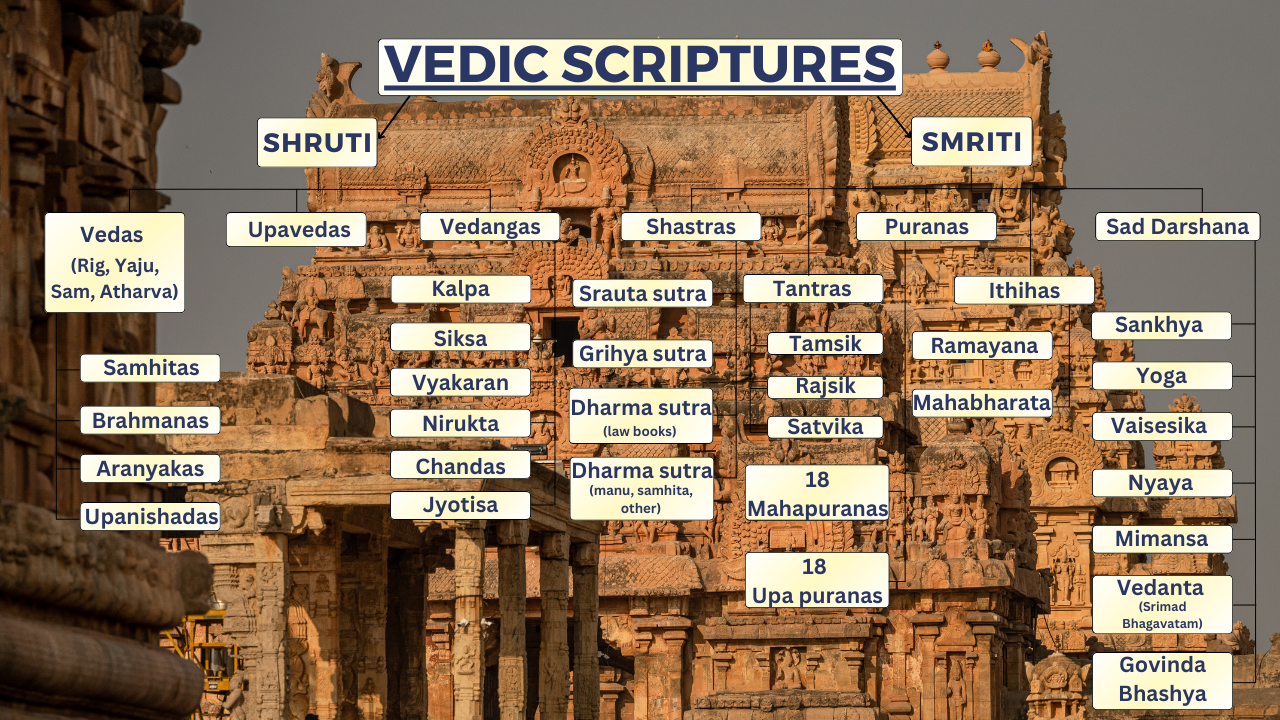 VEDIC SCRIPTURES
SHRUTI
SMRITI
Vedas
(Rig, Yaju,
Sam, Atharva)
Samhitas
Brahmanas
Aranyakas
Upanishadas
Upavedas
Vedangas
Kalpa
Siksa
Vyakaran
Nirukta
Chandas
Jyotisa
Shastras
Srauta sutra
Grihya sutra
Dharma sutra
(law books)
Dharma sutra
(manu, samhita,
other)
Tantras
Tamsik
Rajsik
Satvika
Puranas
18
Mahapuranas
18
Upa puranas
Ithihas
Ramayana
Mahabharata
Sad Darshana
Sankhya
Yoga
Vaisesika
Nyaya
Mimansa
Vedanta
(Srimad
Bhagavatam)
Govinda
Bhashya